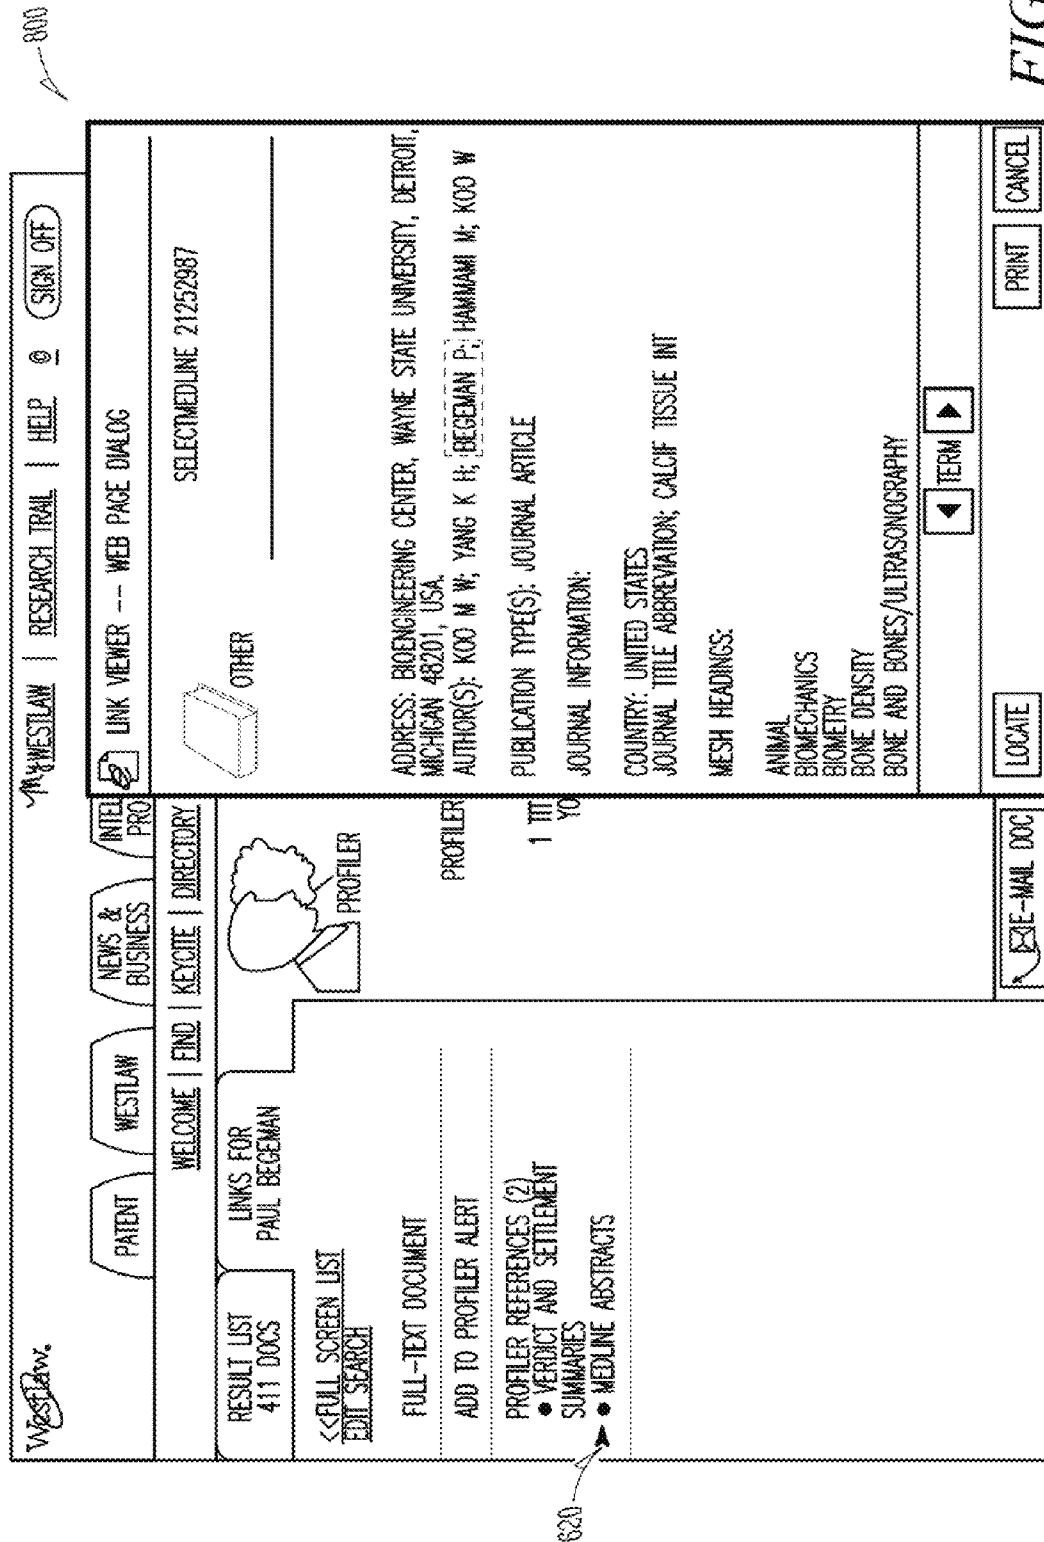 800
Westlaw.
My WESTLAW | RESEARCH TRAIL | HELP | SIGN OFF
PATENT
WESTLAW
NEWS &
BUSINESS
INTEL
PRO
WELCOME | FIND | KEYCITE | DIRECTORY
RESULT LIST
411 DOCS
LINKS FOR
PAUL BEGEMAN
<<FULL SCREEN LIST
EDIT SEARCH
FULL-TEXT DOCUMENT
ADD TO PROFILER ALERT
PROFILER REFERENCES (2)
• VERDICT AND SETTLEMENT
SUMMARIES
• MEDLINE ABSTRACTS
620
PROFILER
PROFILER
1 TIT
YO
E-MAIL DOC
LINK VIEWER -- WEB PAGE DIALOG
SELECTMEDLINE 21252987
OTHER
ADDRESS: BIOENGINEERING CENTER, WAYNE STATE UNIVERSITY, DETROIT,
MICHIGAN 48201, USA.
AUTHOR(S): KOO M W; YANG K H; BEGEMAN P; HAMMAMI M; KOO W
PUBLICATION TYPE(S): JOURNAL ARTICLE
JOURNAL INFORMATION:
COUNTRY: UNITED STATES
JOURNAL TITLE ABBREVIATION; CALCIF TISSUE INT
MESH HEADINGS:
ANIMAL
BIOMECHANICS
BIOMETRY
BONE DENSITY
BONE AND BONES/ULTRASONOGRAPHY
TERM
LOCATE
PRINT
CANCEL
FIG